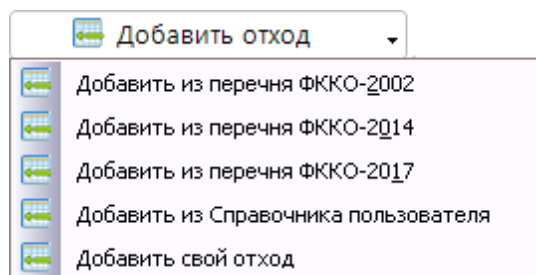 Добавить отход
Добавить из перечня ФККО-2002
Добавить из перечня ФККО-2014
Добавить из перечня ФККО-2017
Добавить из Справочника пользователя
Добавить свой отход